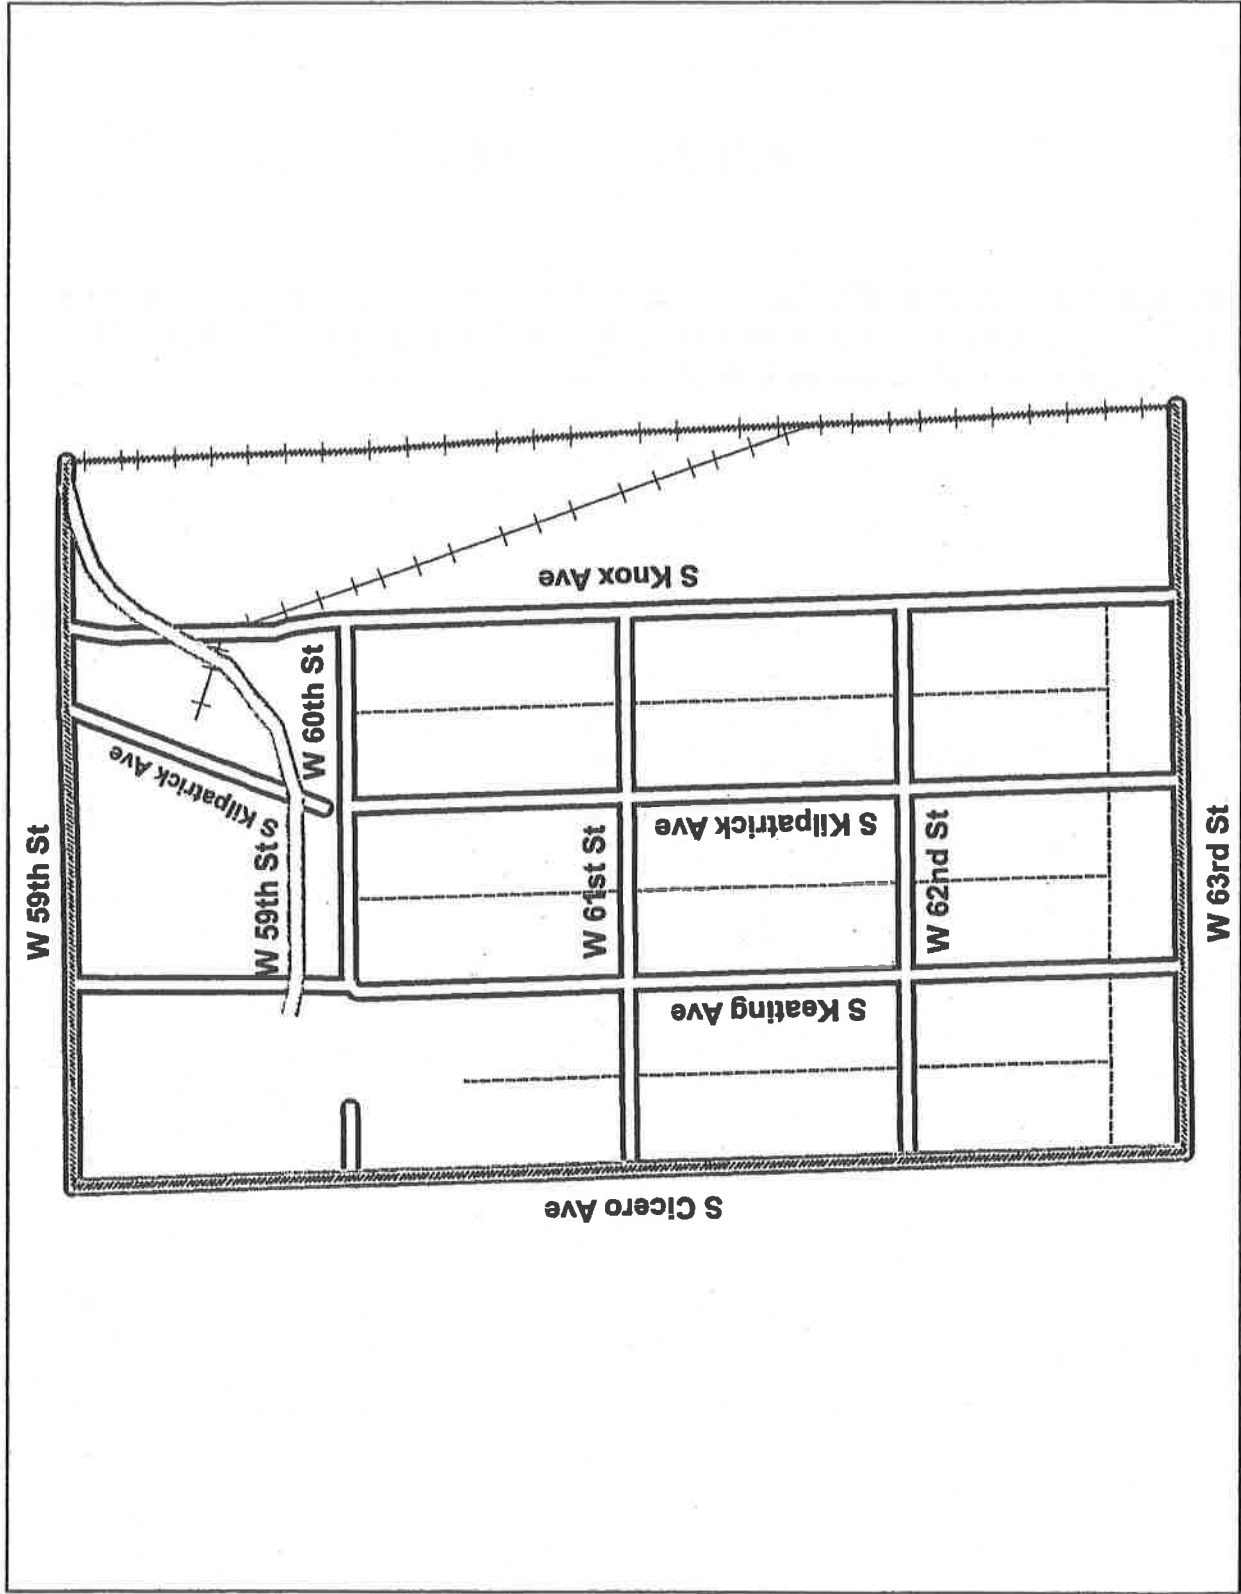 W 59th St
S Kilpatrick Ave
W 59th St
W 60th St
S Knox Ave
W 61st St
S Kilpatrick Ave
W 62nd St
S Keating Ave
S Cicero Ave
W 63rd St